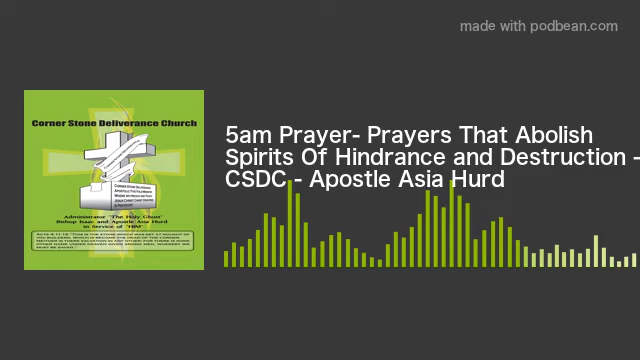 made with podbean.com
Corner Stone Deliverance Church
Administrator "The Holy Ghost"
Bishop Isaac and Apostle Asia Hurd
in Service of "HIM"
5am Prayer- Prayers That Abolish
Spirits Of Hindrance and Destruction -
CSDC - Apostle Asia Hurd